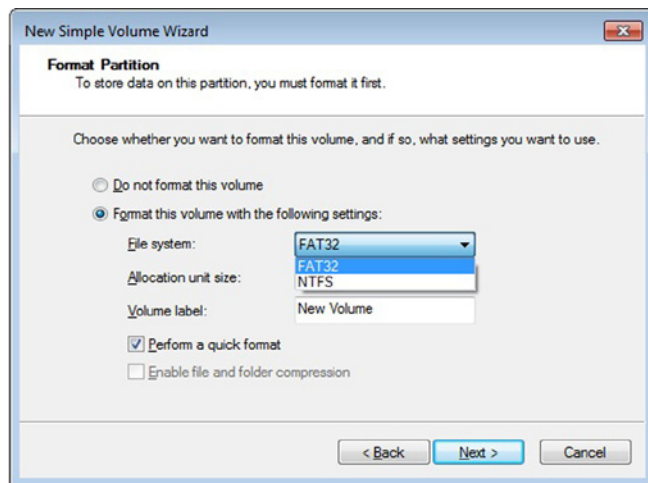 New Simple Volume Wizard
Format Partition
To store data on this partition, you must format it first.
Choose whether you want to format this volume, and if so, what settings you want to use.
Do not format this volume
Format this volume with the following settings:
File system:
FAT32
FAT32
NTFS
Allocation unit size:
Volume label:
New Volume
Perform a quick format
Enable file and folder compression
< Back
Next >
Cancel